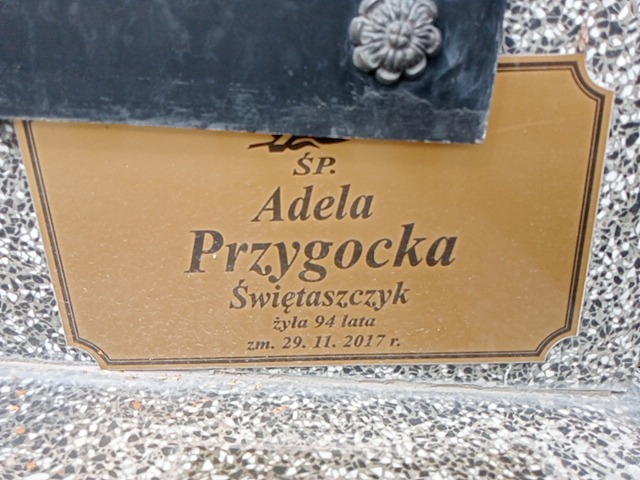 ŚP.
Adela
Przygocka
Świętaszczyk
żyła 94 lata
zm. 29. 11. 2017 r.